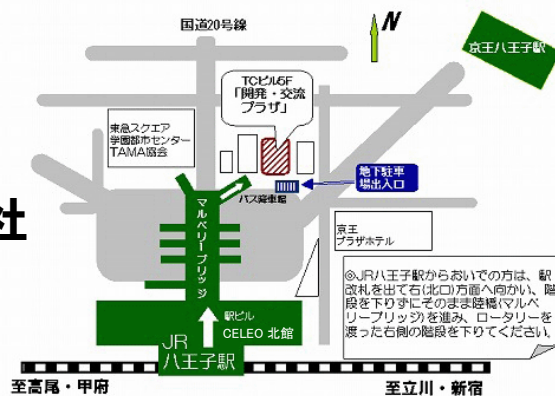 国道20号線
N
京王八王子駅
TCビル5F
「開発・交流
プラザ」
東急スクエア
学園都市センター
TAMA協会
地下駐車
場出入口
バス降車場
マルベリーブリッジ
社
京王
プラザホテル
◎JR八王子駅からおいでの方は、駅
改札を出て右(北口)方面へ向かい、階
段を下りずにそのまま陸橋(マルベ
リーブリッジ)を進み、ロータリーを
渡った右側の階段を下りてください。
駅ビル
CELEO 北館
JR
八王子駅
至高尾・甲府
至立川・新宿